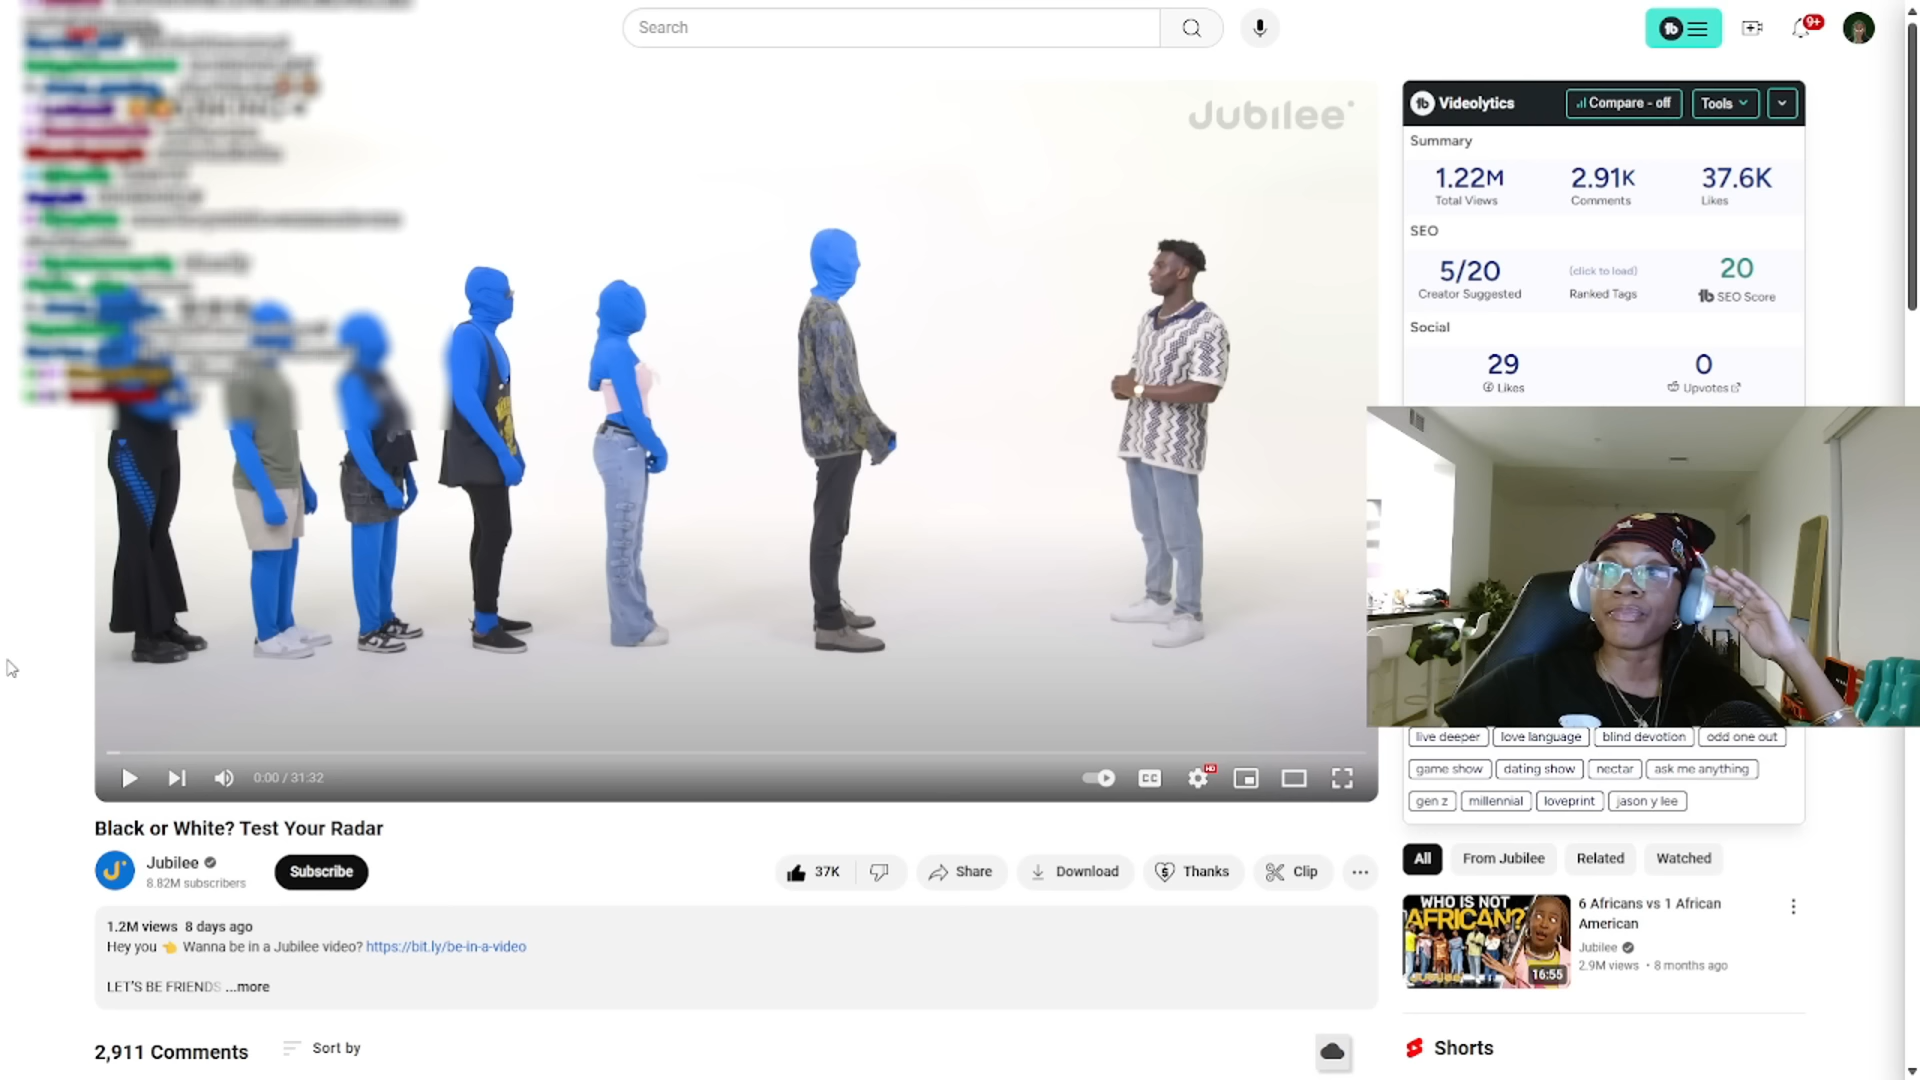 Search
9+
Jubilee
Videolytics
Compare - off
Tools
Summary
1.22M
2.91K
37.6K
Total Views
Comments
Likes
SEO
5/20
(click to load)
20
Creator Suggested
Ranked Tags
SEO Score
Social
29
0
Likes
Upvotes
live deeper
love language
blind devotion
odd one out
game show
dating show
nectar
ask me anything
gen z
millennial
loveprint
jason y lee
0:00 / 31:32
CC
HD
Black or White? Test Your Radar
Jubilee
8.82M subscribers
Subscribe
37K
Share
Download
Thanks
Clip
1.2M views 8 days ago
Hey you 👈 Wanna be in a Jubilee video? https://bit.ly/be-in-a-video
LET'S BE FRIENDS ...more
2,911 Comments
Sort by
All
From Jubilee
Related
Watched
WHO IS NOT
AFRICAN?
16:55
6 Africans vs 1 African
American
Jubilee
2.9M views • 8 months ago
Shorts